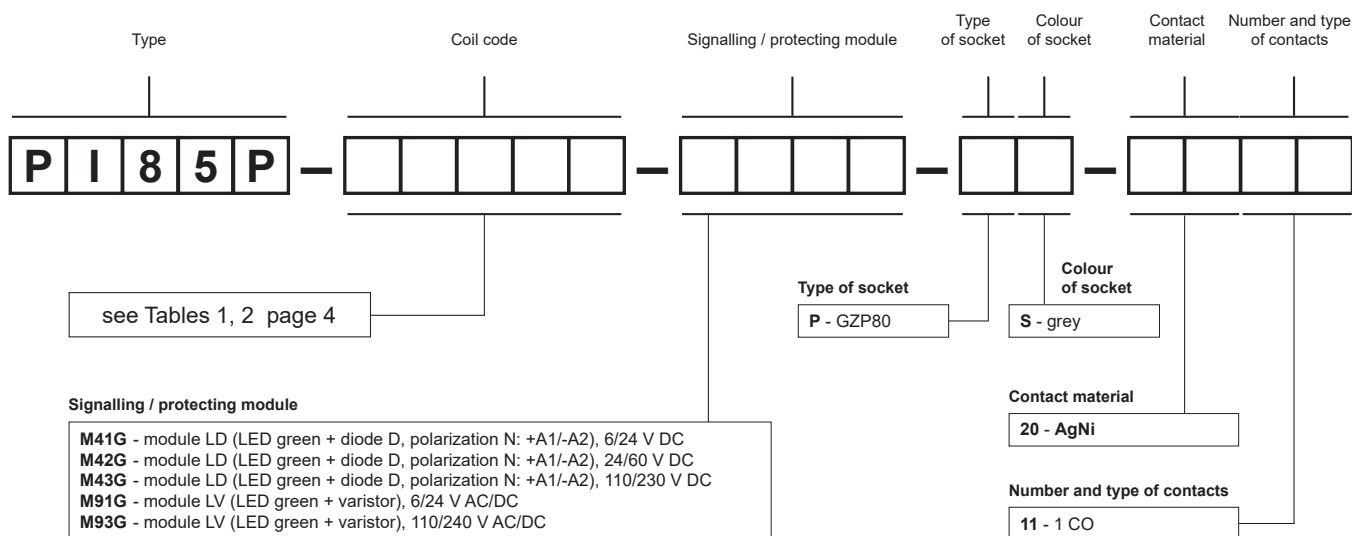 Type
Coil code
Signalling / protecting module
Type
of socket
Colour
of socket
Contact
material
Number and type
of contacts
P I 8 5 P – – – –
see Tables 1, 2 page 4
Type of socket
P - GZP80
Colour
of socket
S - grey
Signalling / protecting module
M41G - module LD (LED green + diode D, polarization N: +A1/-A2), 6/24 V DC
M42G - module LD (LED green + diode D, polarization N: +A1/-A2), 24/60 V DC
M43G - module LD (LED green + diode D, polarization N: +A1/-A2), 110/230 V DC
M91G - module LV (LED green + varistor), 6/24 V AC/DC
M93G - module LV (LED green + varistor), 110/240 V AC/DC
Contact material
20 - AgNi
Number and type of contacts
11 - 1 CO